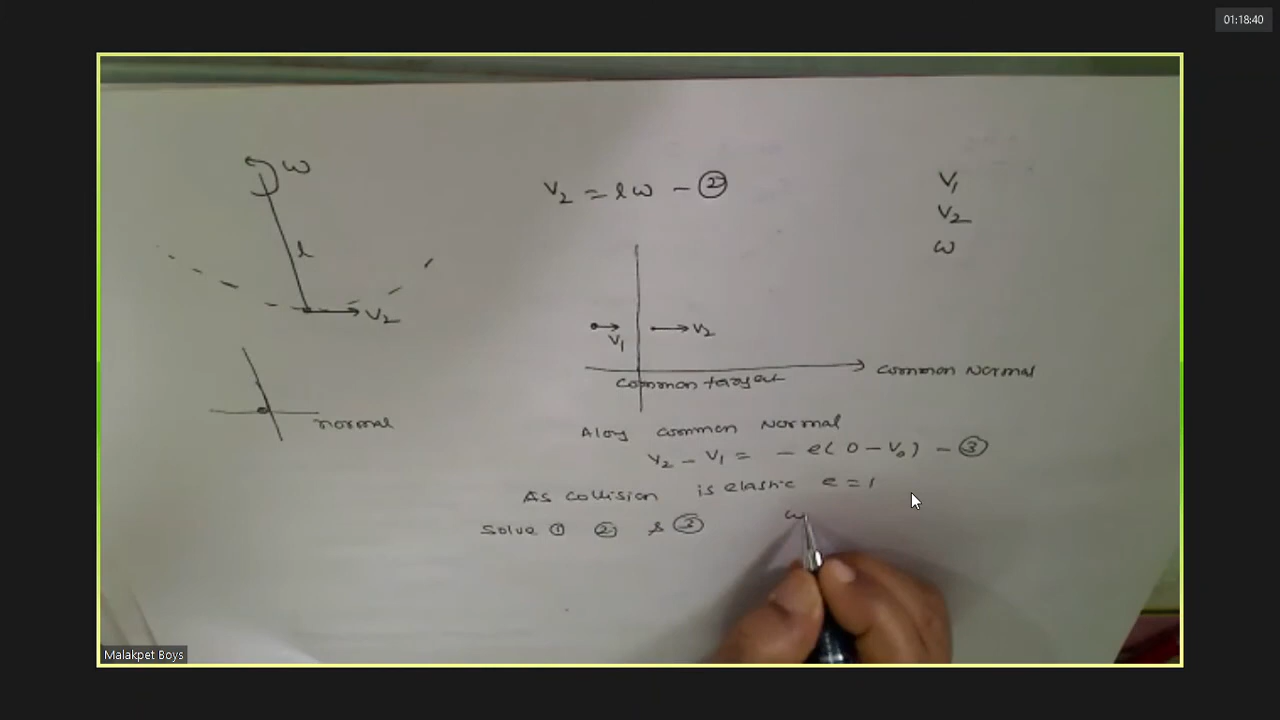 01:18:40
ω
l
V2
normal
V2 = lω - ②
V1
V2
ω
V1
V2
Common target
Common Normal
Along Common Normal
V2 - V1 = - e(0 - V0) - ③
As Collision is elastic e = 1
Solve ① ② & ③ ω
Malakpet Boys